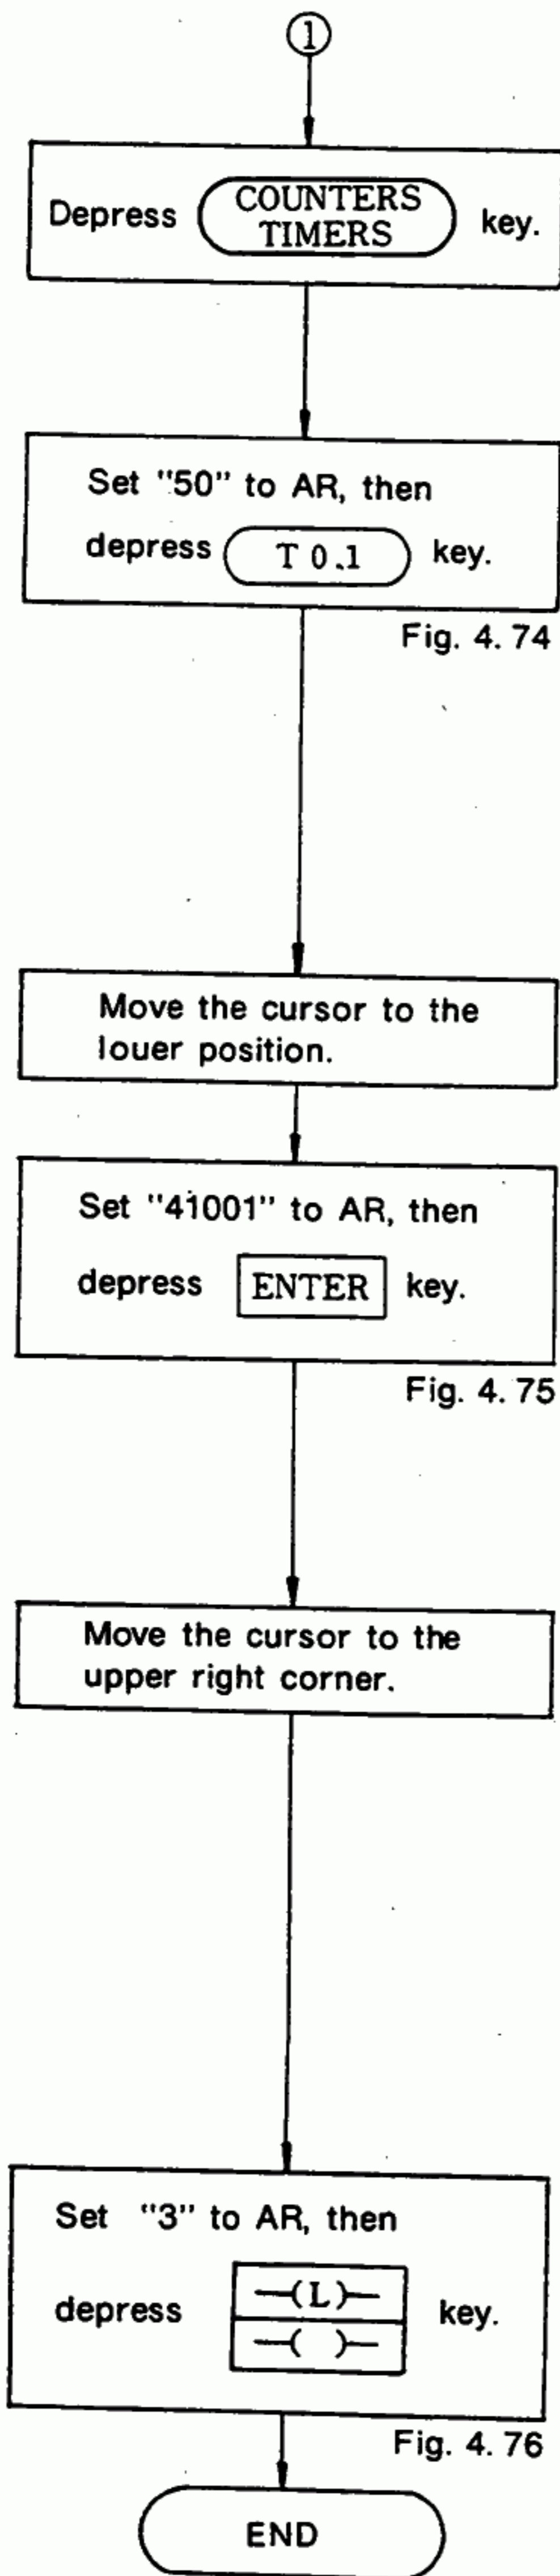 ①
Depress COUNTERS TIMERS key.
Set "50" to AR, then
depress T 0.1 key.
Fig. 4.74
Move the cursor to the
louer position.
Set "41001" to AR, then
depress ENTER key.
Fig. 4.75
Move the cursor to the
upper right corner.
Set "3" to AR, then
depress —(L)— —( )— key.
Fig. 4.76
END